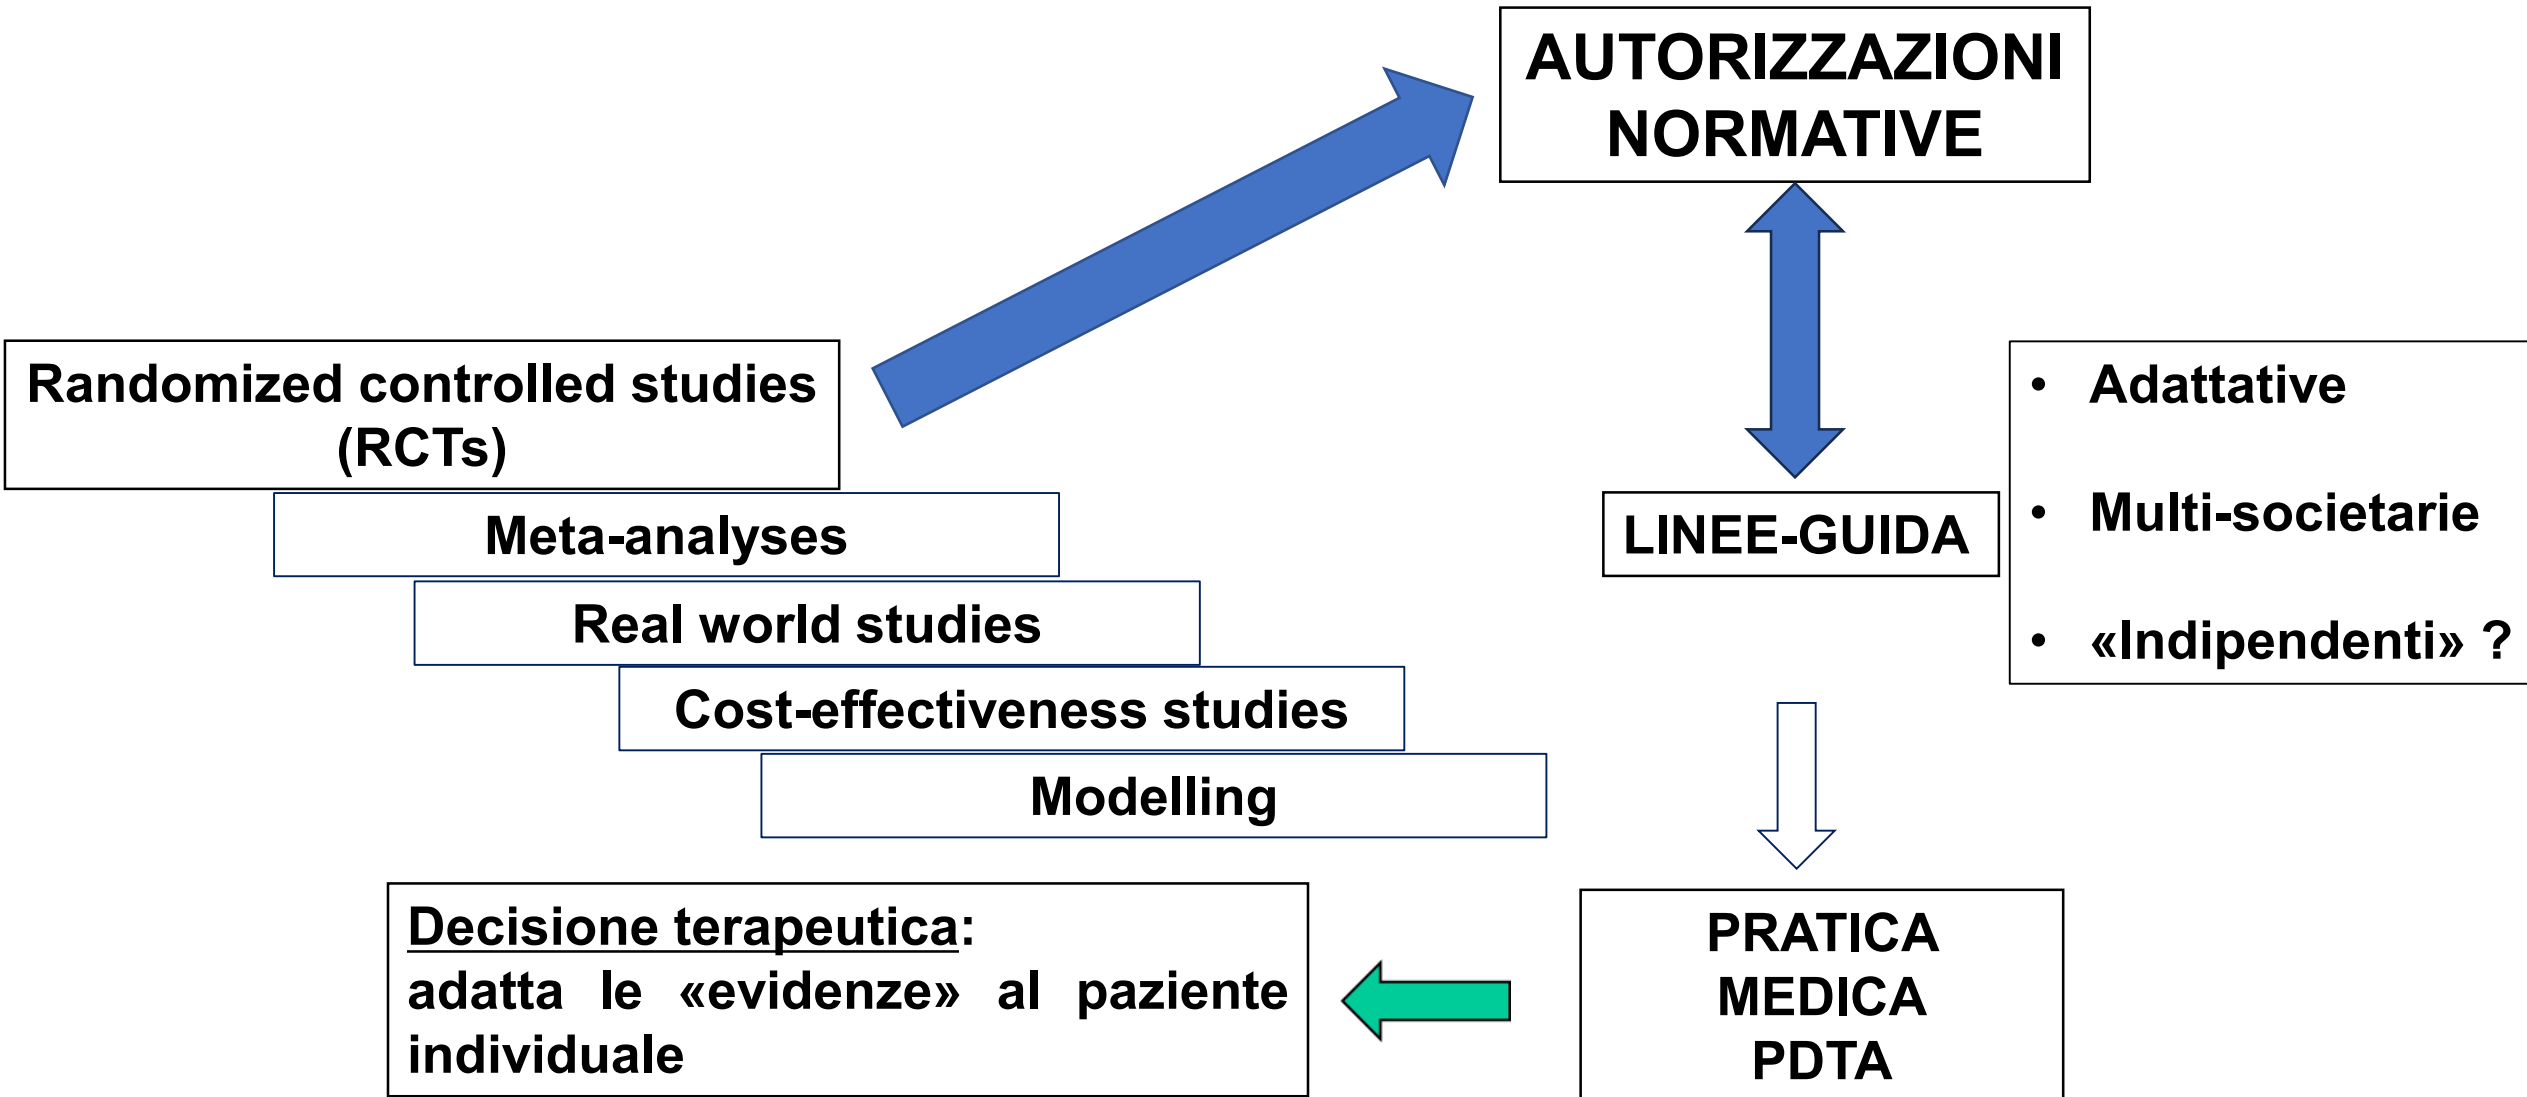 AUTORIZZAZIONI
NORMATIVE
Randomized controlled studies
(RCTs)
Meta-analyses
Real world studies
Cost-effectiveness studies
Modelling
LINEE-GUIDA
• Adattative
• Multi-societarie
• «Indipendenti» ?
Decisione terapeutica:
adatta le «evidenze» al paziente
individuale
PRATICA
MEDICA
PDTA